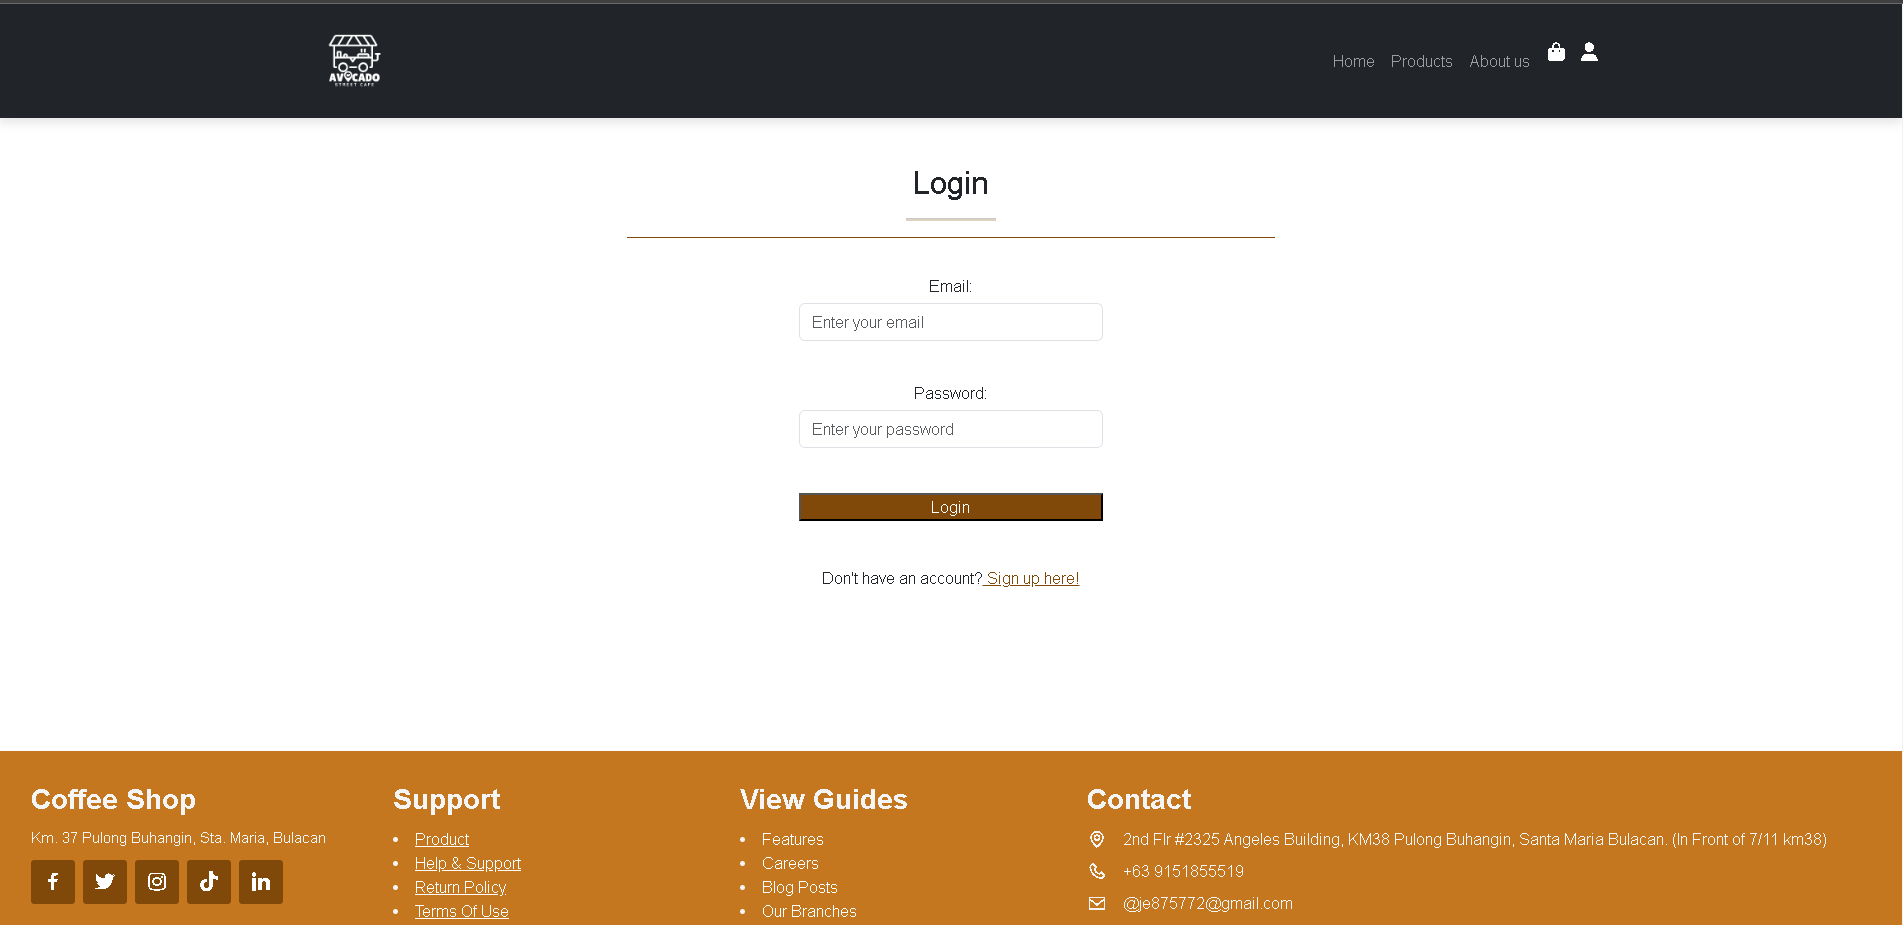 AVOCADO
STREET CAFE
Home Products About us
Login
Email:
Enter your email
Password:
Enter your password
Login
Don't have an account? Sign up here!
Coffee Shop
Km. 37 Pulong Buhangin, Sta. Maria, Bulacan
Support
Product
Help & Support
Return Policy
Terms Of Use
View Guides
Features
Careers
Blog Posts
Our Branches
Contact
2nd Flr #2325 Angeles Building, KM38 Pulong Buhangin, Santa Maria Bulacan. (In Front of 7/11 km38)
+63 9151855519
@je875772@gmail.com